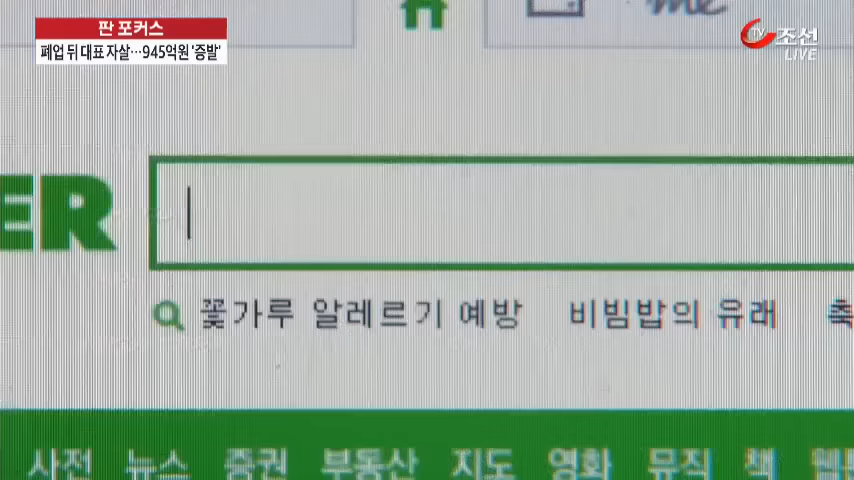 판 포커스
폐업 뒤 대표 자살…945억원 '증발'
TV조선
LIVE
me
ER
꽃가루 알레르기 예방 비빔밥의 유래 축
사전 뉴스 증권 부동산 지도 영화 뮤직 책